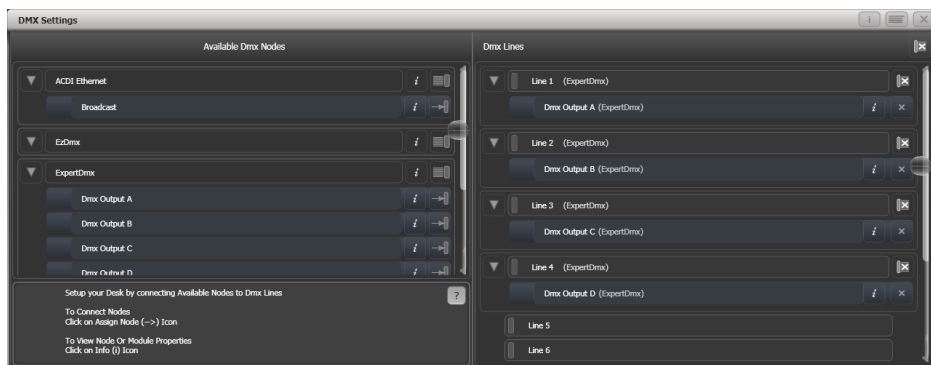 DMX Settings
i
Available Dmx Nodes
ACDI Ethernet
i
Broadcast
i
EzDmx
i
ExpertDmx
i
Dmx Output A
i
Dmx Output B
i
Dmx Output C
i
Dmx Output D
i
Setup your Desk by connecting Available Nodes to Dmx Lines
?
To Connect Nodes
Click on Assign Node (-->) Icon
To View Node Or Module Properties
Click on Info (i) Icon
Dmx Lines
Line 1 (ExpertDmx)
Dmx Output A (ExpertDmx)
i
Line 2 (ExpertDmx)
Dmx Output B (ExpertDmx)
i
Line 3 (ExpertDmx)
Dmx Output C (ExpertDmx)
i
Line 4 (ExpertDmx)
Dmx Output D (ExpertDmx)
i
Line 5
Line 6